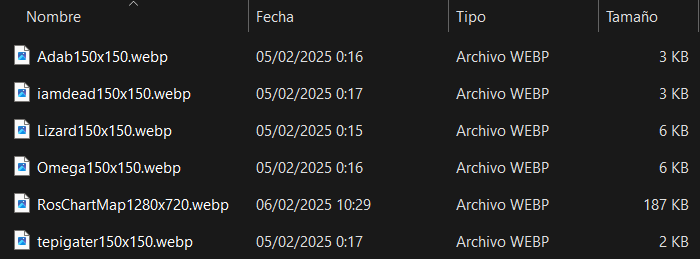 Nombre Fecha Tipo Tamaño
Adab150x150.webp 05/02/2025 0:16 Archivo WEBP 3 KB
iamdead150x150.webp 05/02/2025 0:17 Archivo WEBP 3 KB
Lizard150x150.webp 05/02/2025 0:15 Archivo WEBP 6 KB
Omega150x150.webp 05/02/2025 0:16 Archivo WEBP 6 KB
RosChartMap1280x720.webp 06/02/2025 10:29 Archivo WEBP 187 KB
tepigater150x150.webp 05/02/2025 0:17 Archivo WEBP 2 KB